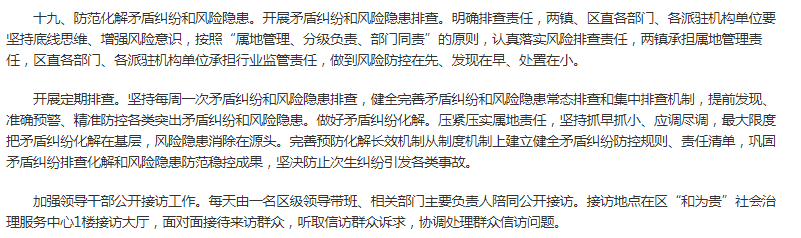 十九、防范化解矛盾纠纷和风险隐患。开展矛盾纠纷和风险隐患排查。明确排查责任，两镇、区直各部门、各派驻机构单位要
坚持底线思维、增强风险意识，按照“属地管理、分级负责、部门同责”的原则，认真落实风险排查责任，两镇承担属地管理责
任，区直各部门、各派驻机构单位承担行业监管责任，做到风险防控在先、发现在早、处置在小。
开展定期排查。坚持每周一次矛盾纠纷和风险隐患排查，健全完善矛盾纠纷和风险隐患常态排查和集中排查机制，提前发现、
准确预警、精准防控各类突出矛盾纠纷和风险隐患。做好矛盾纠纷化解。压紧压实属地责任，坚持抓早抓小、应调尽调，最大限度
把矛盾纠纷化解在基层，风险隐患消除在源头。完善预防化解长效机制从制度机制上建立健全矛盾纠纷防控规则、责任清单，巩固
矛盾纠纷排查化解和风险隐患防范稳控成果，坚决防止次生纠纷引发各类事故。
加强领导干部公开接访工作。每天由一名区级领导带班、相关部门主要负责人陪同公开接访。接访地点在区“和为贵”社会治
理服务中心1楼接访大厅，面对面接待来访群众，听取信访群众诉求，协调处理群众信访问题。